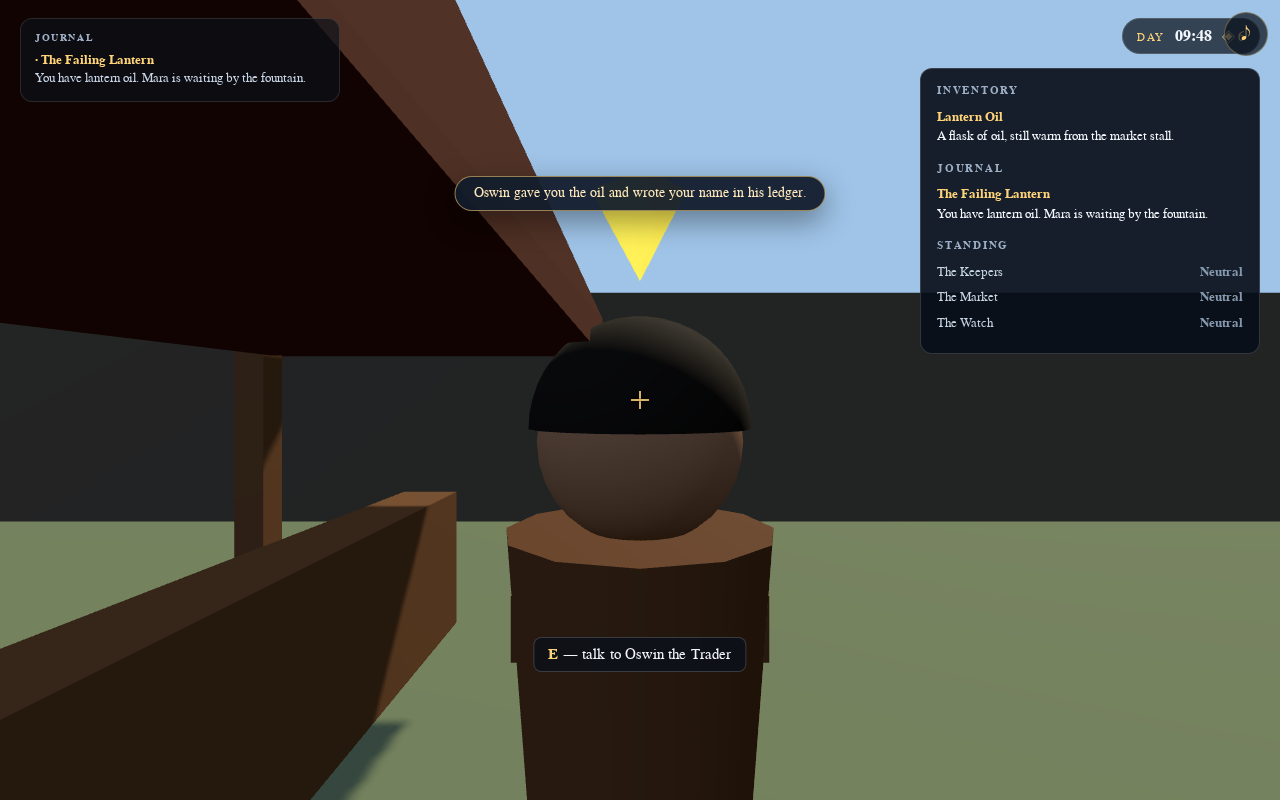 JOURNAL
· The Failing Lantern
You have lantern oil. Mara is waiting by the fountain.
DAY 09:48
INVENTORY
Lantern Oil
A flask of oil, still warm from the market stall.
JOURNAL
The Failing Lantern
You have lantern oil. Mara is waiting by the fountain.
STANDING
The Keepers Neutral
The Market Neutral
The Watch Neutral
Oswin gave you the oil and wrote your name in his ledger.
E — talk to Oswin the Trader